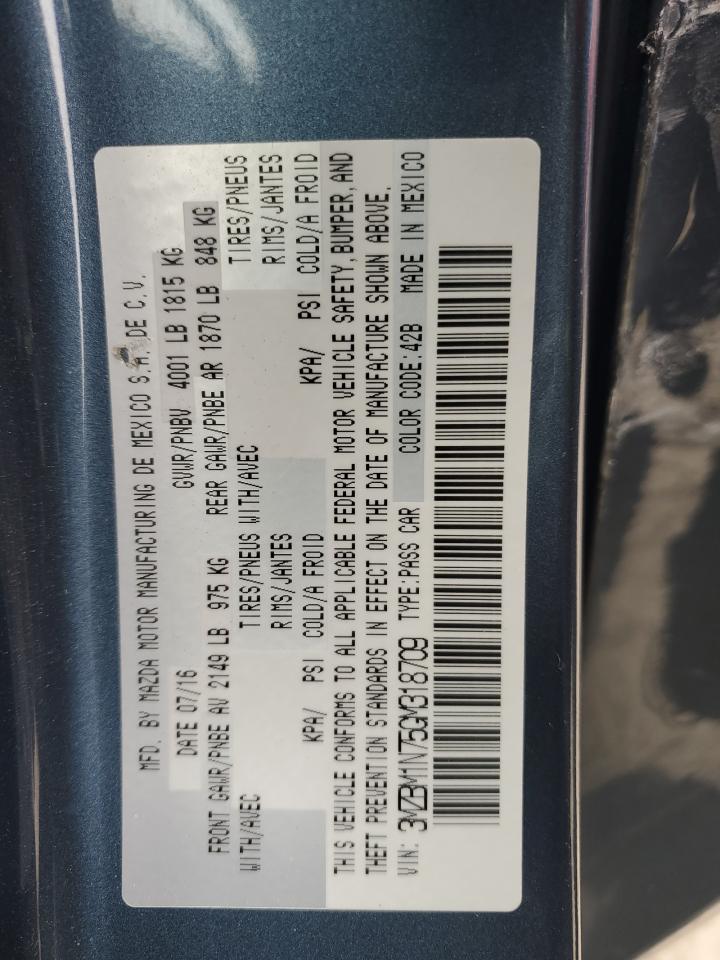 MFD. BY MAZDA MOTOR MANUFACTURING DE MEXICO S.A. DE C.V.
DATE 07/16 GVWR/PNBV 4001 LB 1815 KG
FRONT GAWR/PNBE AV 2149 LB 975 KG REAR GAWR/PNBE AR 1870 LB 848 KG
WITH/AVEC TIRES/PNEUS WITH/AVEC TIRES/PNEUS
RIMS/JANTES RIMS/JANTES
KPA/ PSI COLD/A FROID KPA/ PSI COLD/A FROID
THIS VEHICLE CONFORMS TO ALL APPLICABLE FEDERAL MOTOR VEHICLE SAFETY, BUMPER, AND
THEFT PREVENTION STANDARDS IN EFFECT ON THE DATE OF MANUFACTURE SHOWN ABOVE.
VIN: 3MZBM1N75GM318709 TYPE:PASS CAR COLOR CODE:42B MADE IN MEXICO